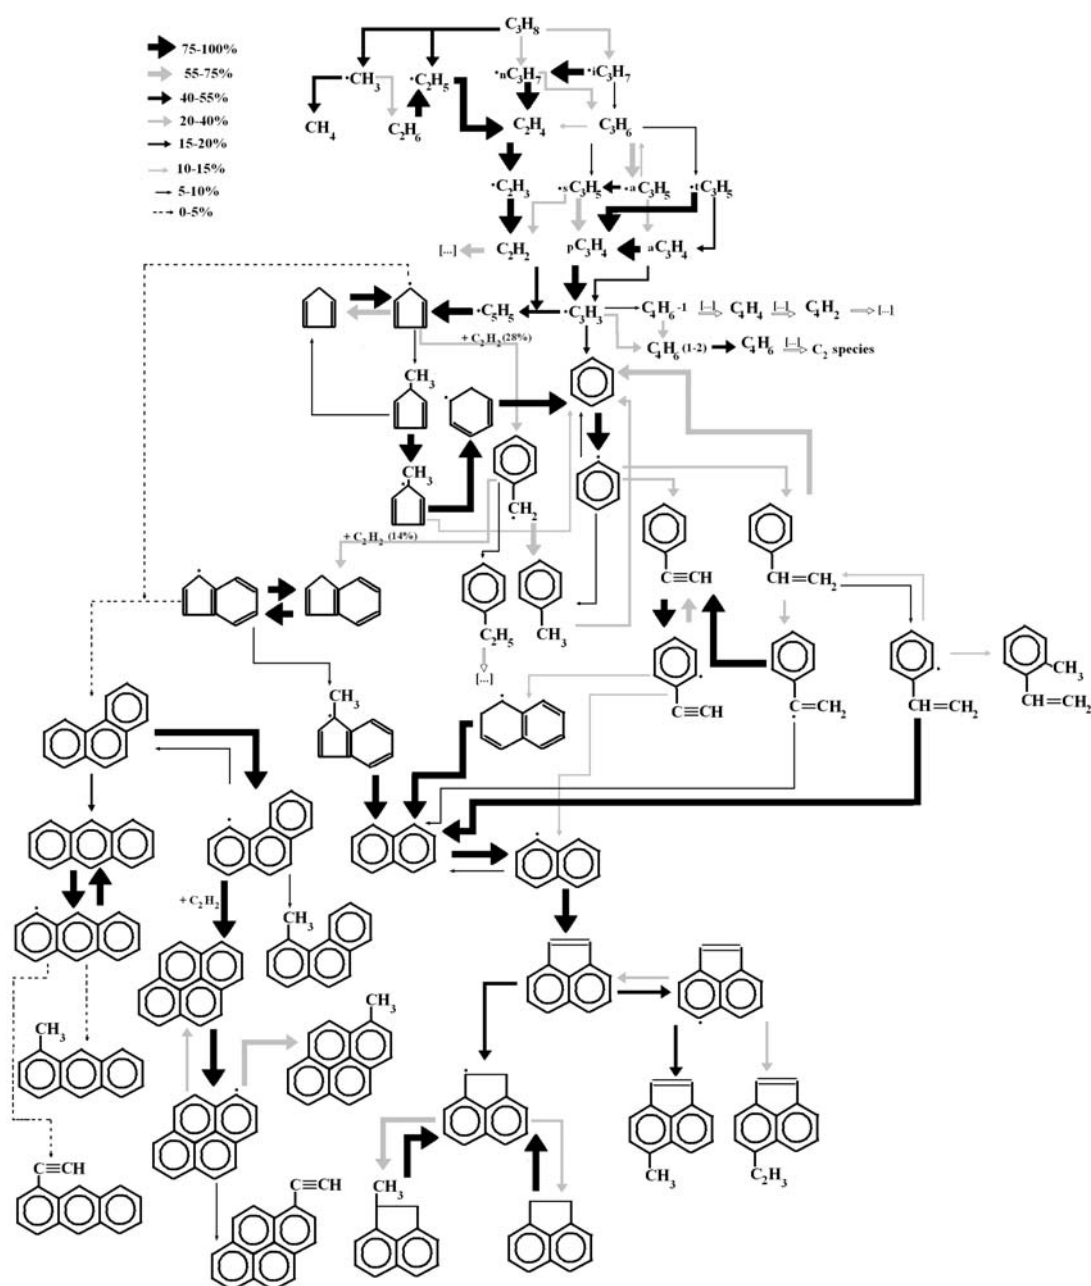 C₃H₈
75-100%
55-75%
40-55%
20-40%
15-20%
10-15%
5-10%
0-5%
·CH₃ ·C₂H₅ ·nC₃H₇ ·iC₃H₇
CH₄ C₂H₆ C₂H₄ C₃H₆
·C₂H₃ ·sC₃H₅ ·aC₃H₅ ·tC₃H₅
[...] C₂H₂ pC₃H₄ aC₃H₄
·C₅H₅ ·C₃H₃ C₄H₆-1 [...] C₄H₄ [...] C₄H₂ [...]
+ C₂H₂ (28%)
C₄H₆ (1-2) C₄H₆ [...] C₂ species
CH₃
CH₃
CH₂
+ C₂H₂ (14%)
C≡CH CH=CH₂
C₂H₅ CH₃
[...]
CH₃
CH₃
C≡CH C=CH₂ CH=CH₂ CH=CH₂
+ C₂H₂
CH₃
CH₃
CH₃
C≡CH
C≡CH
CH₃
CH₃ C₂H₃